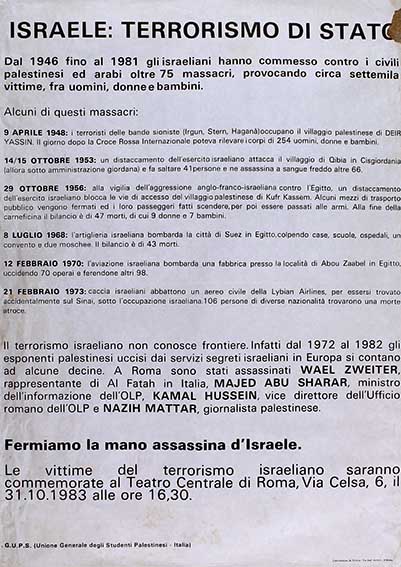 ISRAELE: TERRORISMO DI STATO
Dal 1946 fino al 1981 gli israeliani hanno commesso contro i civili
palestinesi ed arabi oltre 75 massacri, provocando circa settemila
vittime, fra uomini, donne e bambini.
Alcuni di questi massacri:
9 APRILE 1948: i terroristi delle bande sioniste (Irgun, Stern, Haganà)occupano il villaggio palestinese di DEIR
YASSIN. Il giorno dopo la Croce Rossa Internazionale poteva rilevare i corpi di 254 uomini, donne e bambini.
14/15 OTTOBRE 1953: un distaccamento dell'esercito israeliano attacca il villaggio di Qibia in Cisgiordania
(allora sotto amministrazione giordana) e fa saltare 41persone e ne assassina a sangue freddo altre 66.
29 OTTOBRE 1956: alla vigilia dell'aggressione anglo-franco-israeliana contro l'Egitto, un distaccamento
dell'esercito israeliano blocca le vie di accesso del villaggio palestinese di Kufr Kassem. Alcuni mezzi di trasporto
pubblico vengono fermati ed i loro passeggeri fatti scendere,per poi essere passati alle armi. Alla fine della
carneficina il bilancio è di 47 morti, di cui 9 donne e 7 bambini.
8 LUGLIO 1968: l'artiglieria israeliana bombarda la città di Suez in Egitto,colpendo case, scuole, ospedali, un
convento e due moschee. Il bilancio è di 43 morti.
12 FEBBRAIO 1970: l'aviazione israeliana bombarda una fabbrica presso la località di Abou Zaabel in Egitto,
uccidendo 70 operai e ferendone altri 98.
21 FEBBRAIO 1973: caccia israeliani abbattono un aereo civile della Lybian Airlines, per essersi trovato
accidentalmente sul Sinai, sotto l'occupazione israeliana.106 persone di diverse nazionalità trovarono una morte
atroce.
Il terrorismo israeliano non conosce frontiere. Infatti dal 1972 al 1982 gli
esponenti palestinesi uccisi dai servizi segreti israeliani in Europa si contano
ad alcune decine. A Roma sono stati assassinati WAEL ZWEITER,
rappresentante di Al Fatah in Italia, MAJED ABU SHARAR, ministro
dell'informazione dell'OLP, KAMAL HUSSEIN, vice direttore dell'Ufficio
romano dell'OLP e NAZIH MATTAR, giornalista palestinese.
Fermiamo la mano assassina d'Israele.
Le vittime del terrorismo israeliano saranno
commemorate al Teatro Centrale di Roma, Via Celsa, 6, il
31.10.1983 alle ore 16,30.
G.U.P.S. (Unione Generale degli Studenti Palestinesi - Italia)